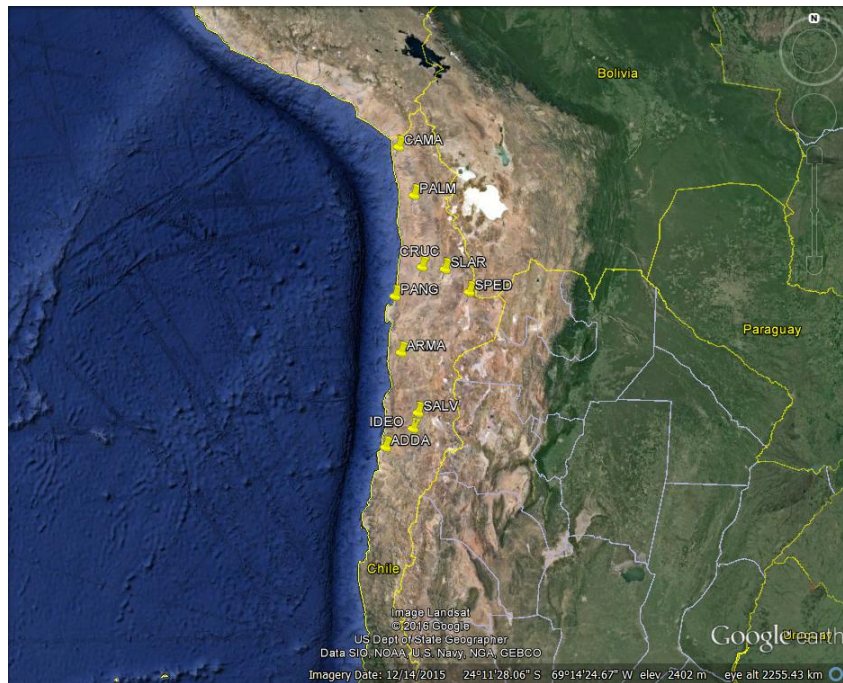 N
Bolivia
CAMA
PALM
CRUC
SLAR
SPED
PANG
Paraguay
ARMA
SALV
IDEO
ADDA
Chile
Image Landsat
© 2016 Google
US Dept of State Geographer
Data SIO, NOAA, U.S. Navy, NGA, GEBCO
Google earth
Imagery Date: 12/14/2015 24°11'28.06" S 69°14'24.67" W elev 2402 m eye alt 2255.43 km